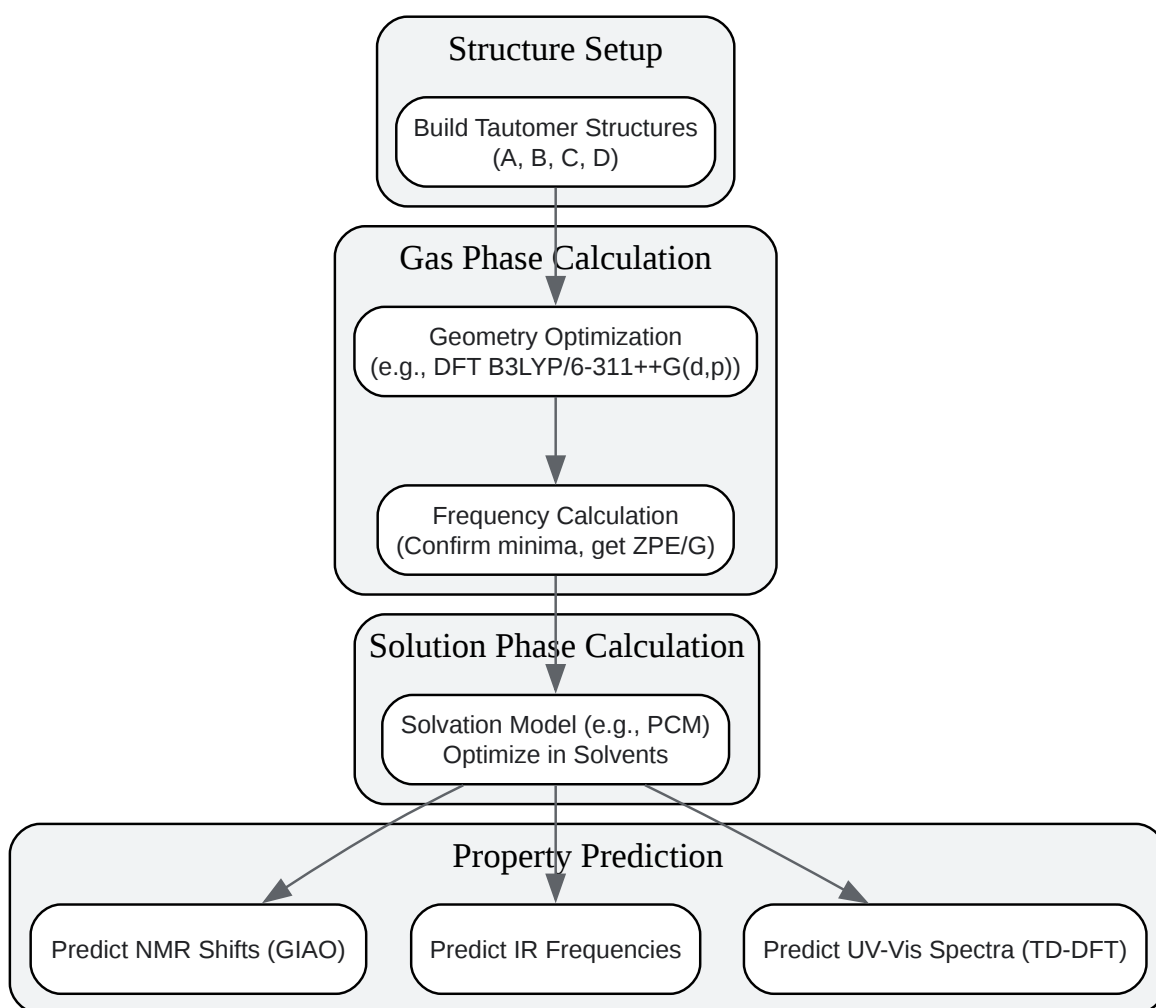 Structure Setup
Build Tautomer Structures
(A, B, C, D)
Gas Phase Calculation
Geometry Optimization
(e.g., DFT B3LYP/6-311++G(d,p))
Frequency Calculation
(Confirm minima, get ZPE/G)
Solution Phase Calculation
Solvation Model (e.g., PCM)
Optimize in Solvents
Property Prediction
Predict NMR Shifts (GIAO)
Predict IR Frequencies
Predict UV-Vis Spectra (TD-DFT)